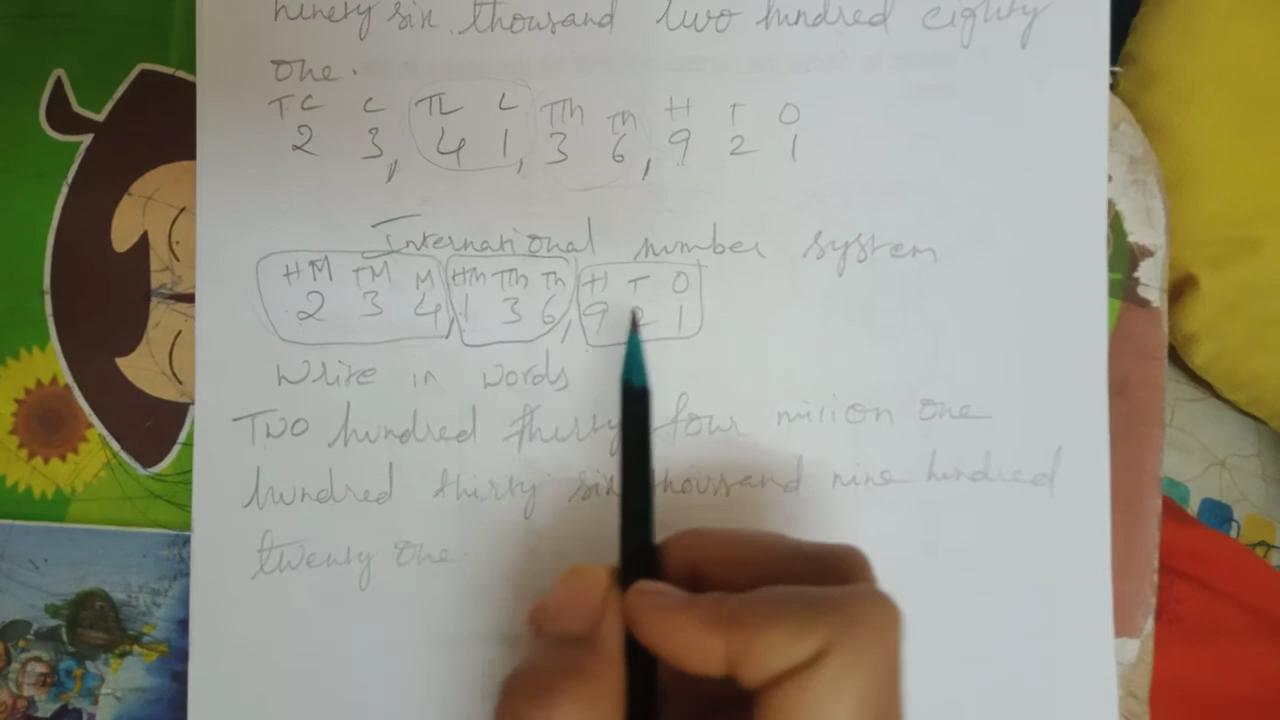 ninety six thousand two hundred eighty
one.
TC C TL L TTh Th H T O
2 3, 4 1, 3 6, 9 2 1
International number system
HM TM M HTh TTh Th H T O
2 3 4, 1 3 6, 9 2 1
Write in words
Two hundred thirty four milion one
hundred thirty six thousand nine hundred
twenty one.